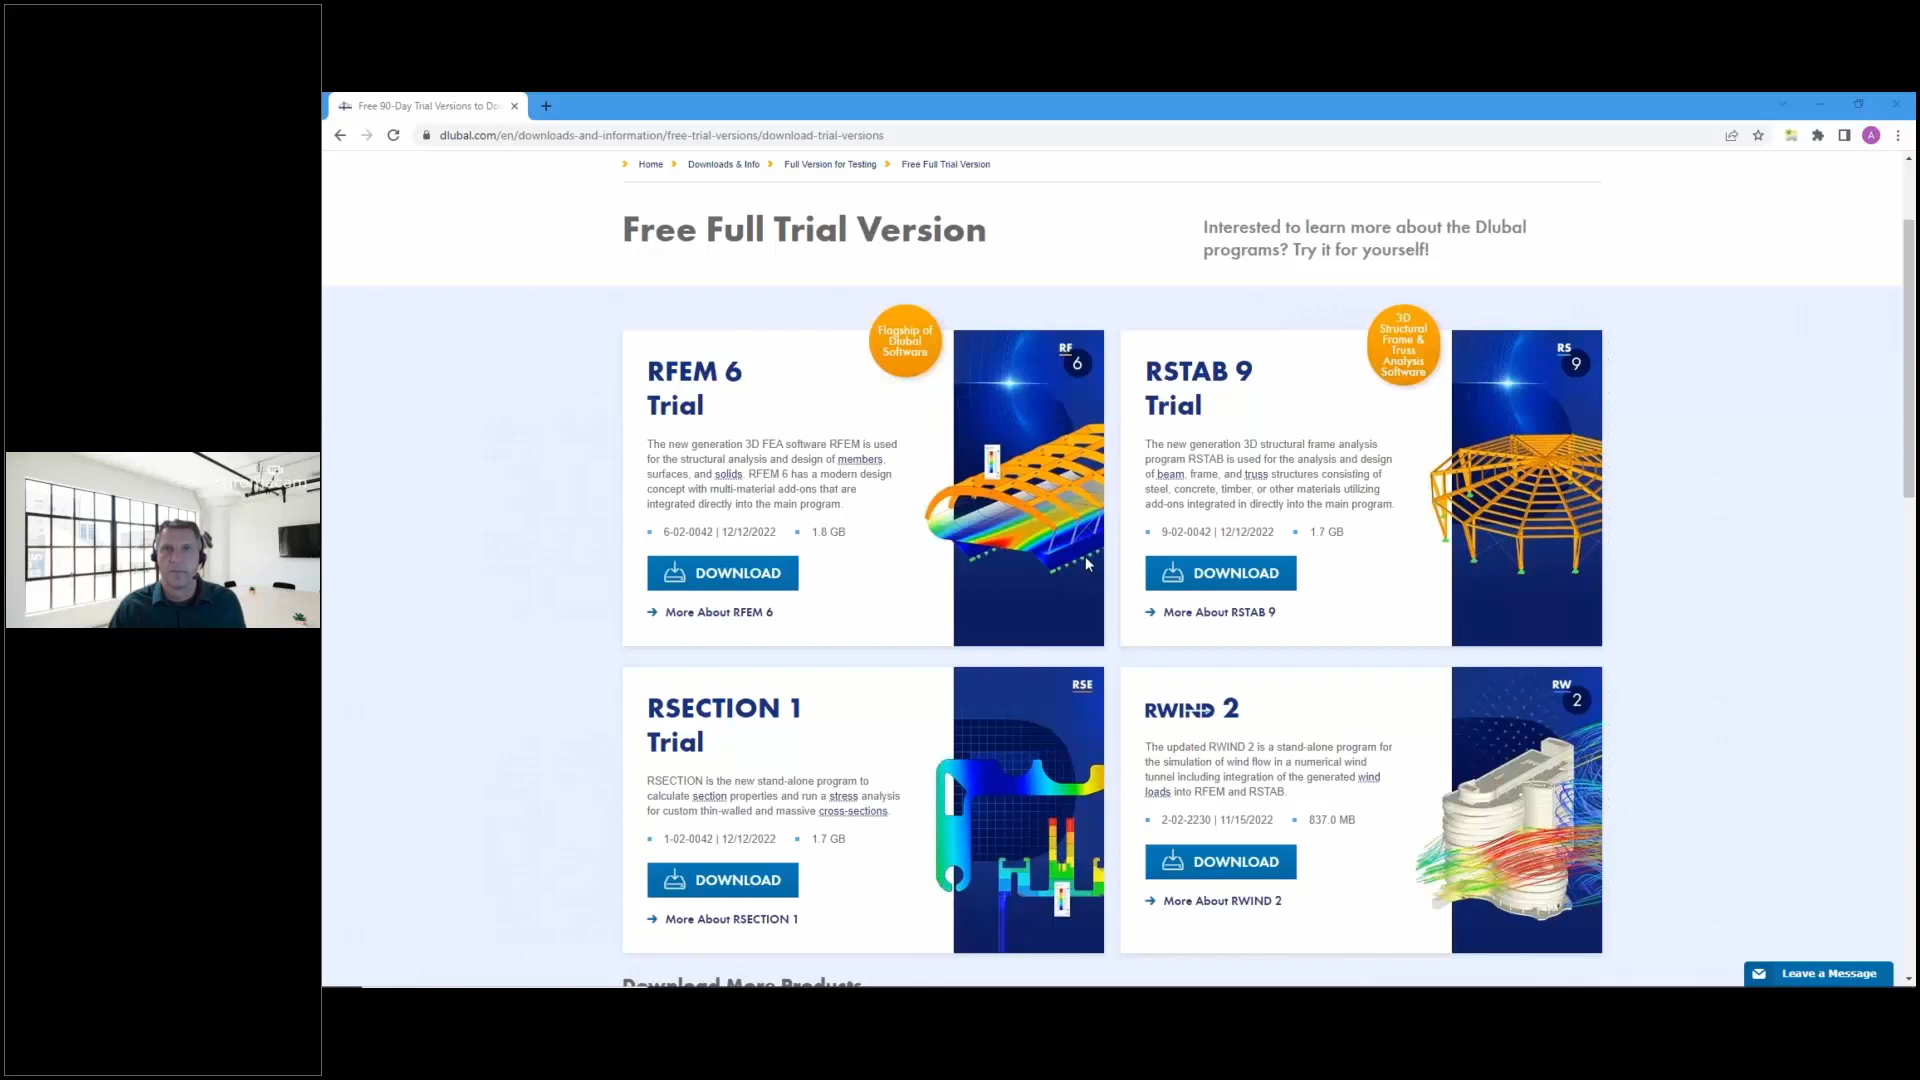 Free 90-Day Trial Versions to Do
dlubal.com/en/downloads-and-information/free-trial-versions/download-trial-versions
A
Home
Downloads & Info
Full Version for Testing
Free Full Trial Version
Free Full Trial Version
Interested to learn more about the Dlubal
programs? Try it for yourself!
Flagship of
Dlubal
Software
RFEM 6
Trial
The new generation 3D FEA software RFEM is used
for the structural analysis and design of members,
surfaces, and solids. RFEM 6 has a modern design
concept with multi-material add-ons that are
integrated directly into the main program.
6-02-0042 | 12/12/2022
1.8 GB
DOWNLOAD
More About RFEM 6
RF
6
3D
Structural
Frame &
Truss
Analysis
Software
RSTAB 9
Trial
The new generation 3D structural frame analysis
program RSTAB is used for the analysis and design
of beam, frame, and truss structures consisting of
steel, concrete, timber, or other materials utilizing
add-ons integrated in directly into the main program.
9-02-0042 | 12/12/2022
1.7 GB
DOWNLOAD
More About RSTAB 9
RS
9
RSECTION 1
Trial
RSECTION is the new stand-alone program to
calculate section properties and run a stress analysis
for custom thin-walled and massive cross-sections.
1-02-0042 | 12/12/2022
1.7 GB
DOWNLOAD
More About RSECTION 1
RSE
RWIND 2
The updated RWIND 2 is a stand-alone program for
the simulation of wind flow in a numerical wind
tunnel including integration of the generated wind
loads into RFEM and RSTAB.
2-02-2230 | 11/15/2022
837.0 MB
DOWNLOAD
More About RWIND 2
RW
2
Download More Products
Leave a Message